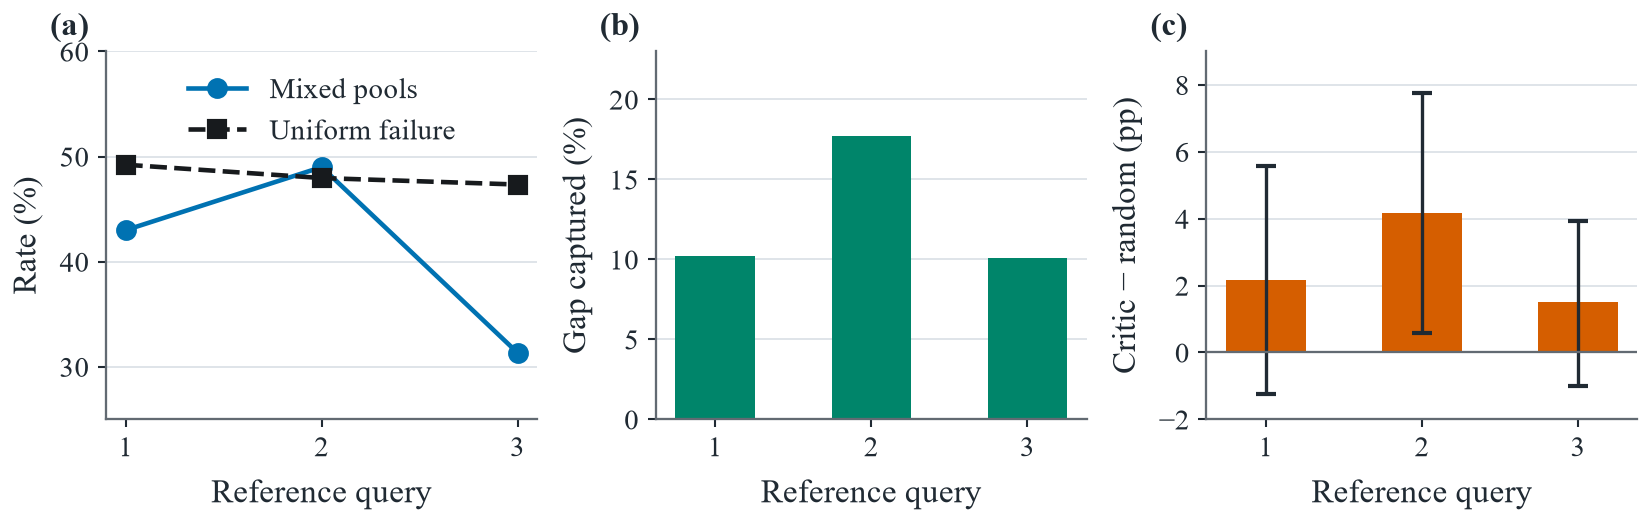 (a)
60
50
40
30
Rate (%)
Mixed pools
Uniform failure
1 2 3
Reference query
(b)
20
15
10
5
0
Gap captured (%)
1 2 3
Reference query
(c)
8
6
4
2
0
−2
Critic − random (pp)
1 2 3
Reference query